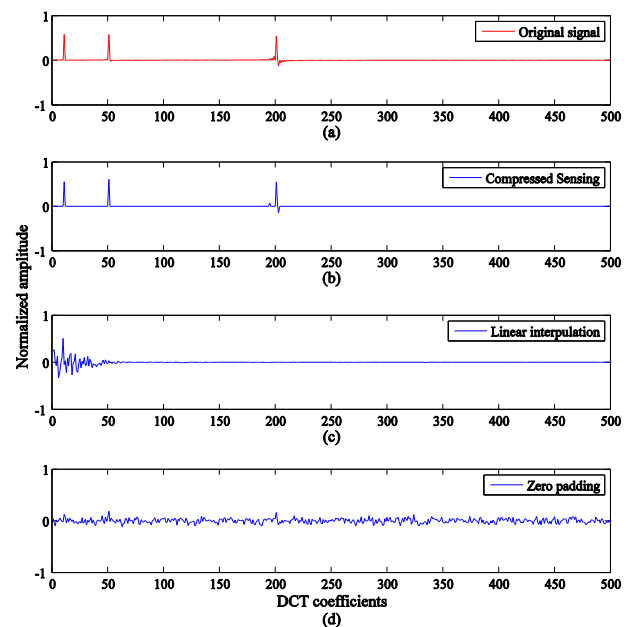 1
0
-1
Original signal
0 50 100 150 200 250 300 350 400 450 500
(a)
1
0
-1
Compressed Sensing
0 50 100 150 200 250 300 350 400 450 500
(b)
Normalized amplitude
1
0
-1
Linear interpulation
0 50 100 150 200 250 300 350 400 450 500
(c)
1
0
-1
Zero padding
0 50 100 150 200 250 300 350 400 450 500
DCT coefficients
(d)